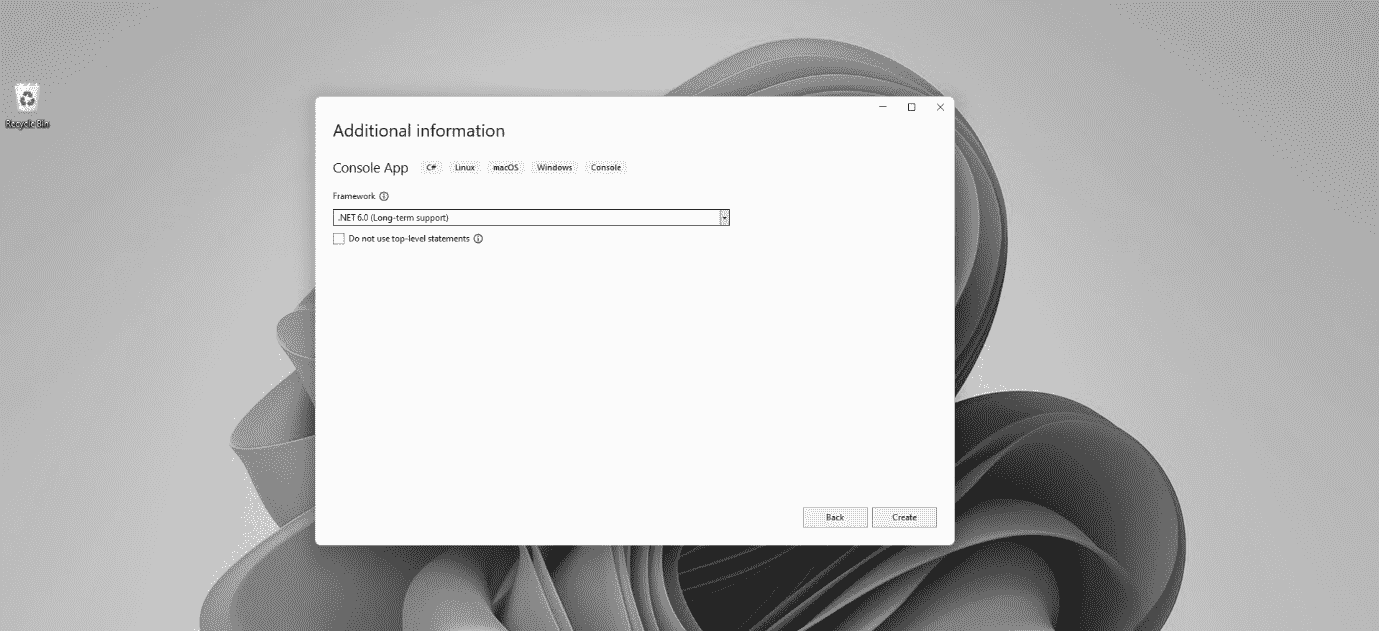 Recycle Bin
Additional information
Console App C# Linux macOS Windows Console
Framework
.NET 6.0 (Long-term support)
Do not use top-level statements
Back Create